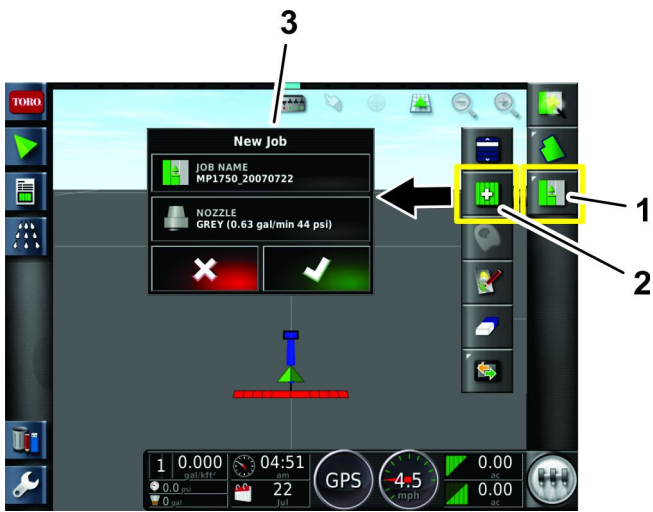 3
TORO.
New Job
JOB NAME
MP1750_20070722
NOZZLE
GREY (0.63 gal/min 44 psi)
1
2
1 0.000
gal/kft²
0.0 psi
0 gal
04:51
am
22
Jul
GPS
4.5
mph
0.00
ac
0.00
ac